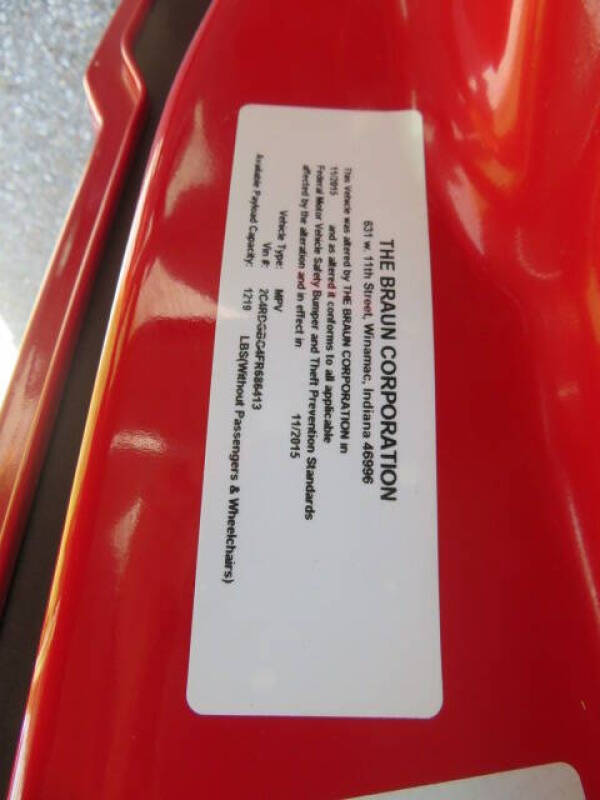 THE BRAUN CORPORATION
631 w. 11th Street, Winamac, Indiana 46996
This Vehicle was altered by THE BRAUN CORPORATION in
11/2015 and as altered it conforms to all applicable
Federal Motor Vehicle Safety Bumper and Theft Prevention Standards
affected by the alteration and in effect in 11/2015
Vehicle Type: MPV
Vin #: 2C4RDGBG4FR686413
Available Payload Capacity: 1219 LBS(Without Passengers & Wheelchairs)